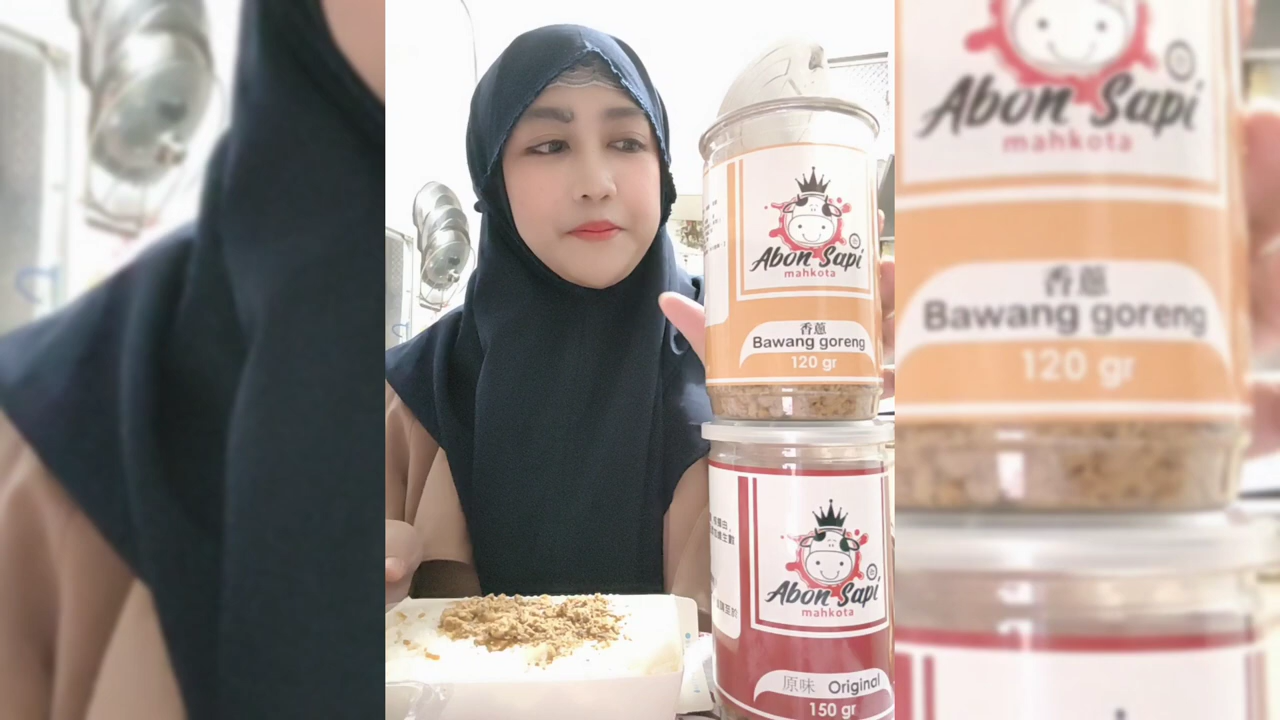 Abon Sapi
mahkota
香蔥
Bawang goreng
120 gr
Abon Sapi
mahkota
原味 Original
150 gr
Abon Sapi
mahkota
香蔥
Bawang goreng
120 gr